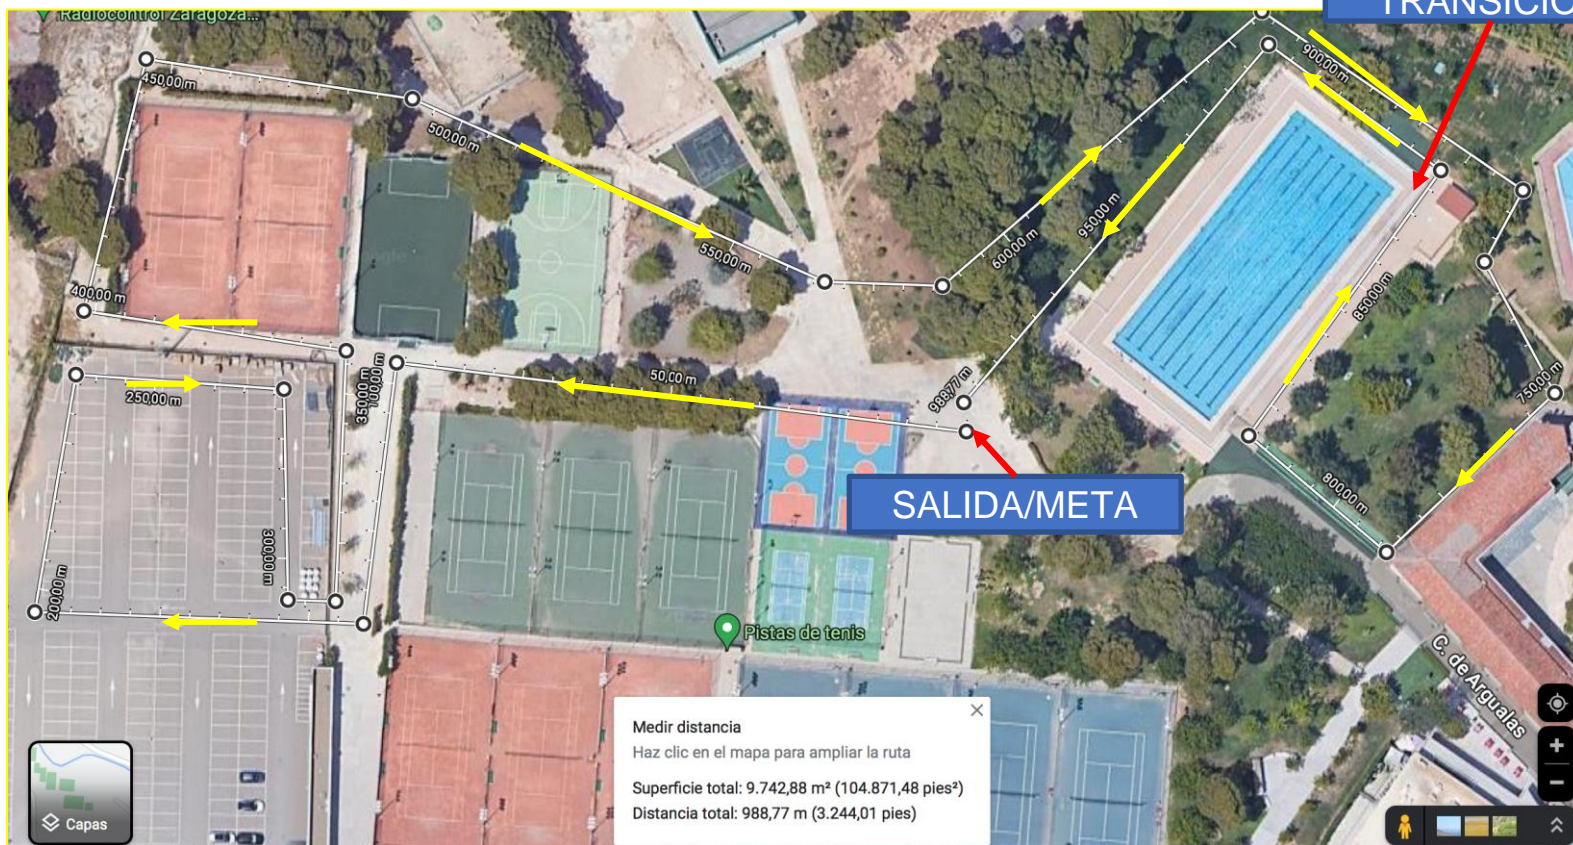 Radiocontrol Zaragoza...
TRANSICIÓ
450,00 m
500,00 m
550,00 m
600,00 m
900,00 m
950,00 m
850,00 m
400,00 m
350,00 m
100,00 m
50,00 m
988,77 m
750,00 m
250,00 m
SALIDA/META
800,00 m
300,00 m
200,00 m
Pistas de tenis
C. de Argualas
Medir distancia
Haz clic en el mapa para ampliar la ruta
Superficie total: 9.742,88 m² (104.871,48 pies²)
Distancia total: 988,77 m (3.244,01 pies)
Capas